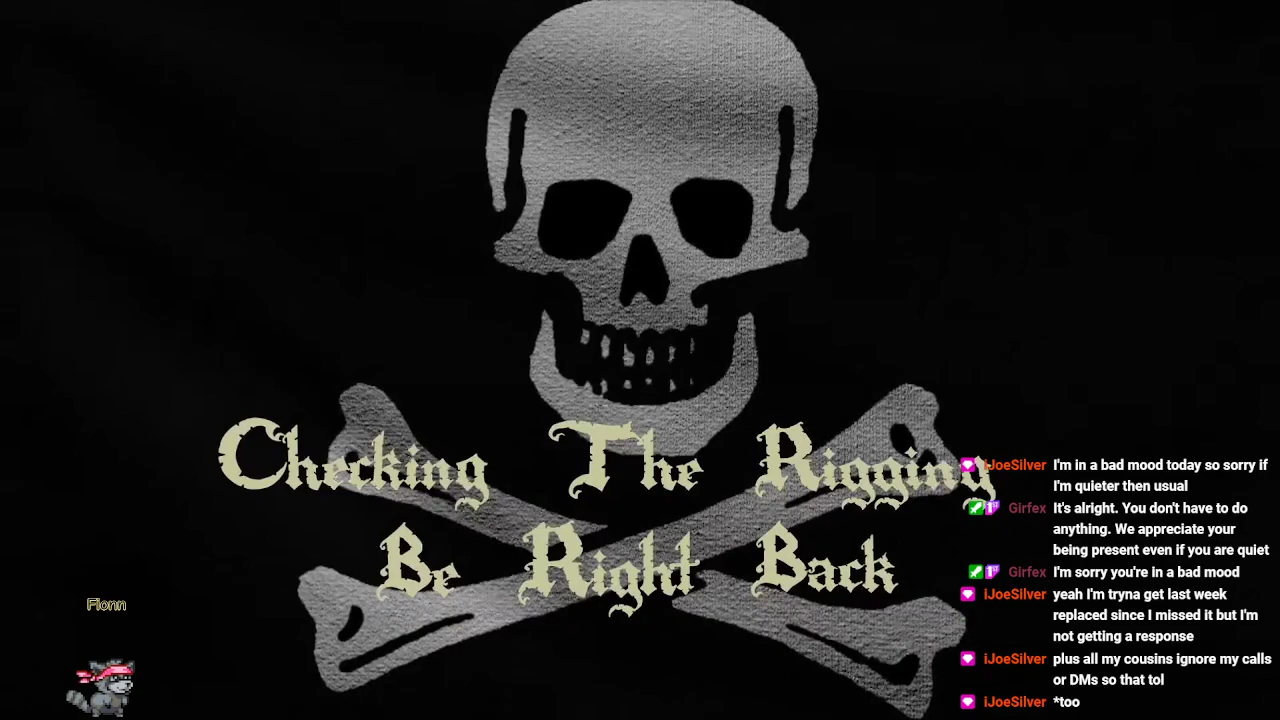 Checking The Rigging
Be Right Back
Fionn
iJoeSilver I'm in a bad mood today so sorry if
I'm quieter then usual
Girfex It's alright. You don't have to do
anything. We appreciate your
being present even if you are quiet
Girfex I'm sorry you're in a bad mood
iJoeSilver yeah I'm tryna get last week
replaced since I missed it but I'm
not getting a response
iJoeSilver plus all my cousins ignore my calls
or DMs so that tol
iJoeSilver *too